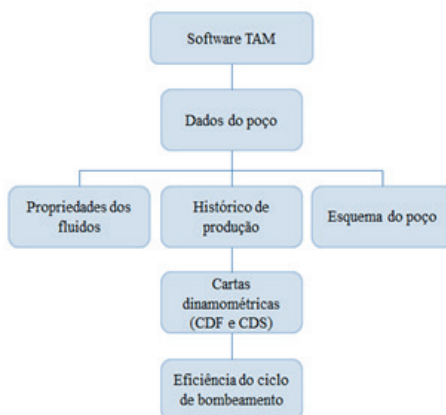 Software TAM
Dados do poço
Propriedades dos
fluidos
Histórico de
produção
Esquema do poço
Cartas
dinamométricas
(CDF e CDS)
Eficiência do ciclo
de bombeamento